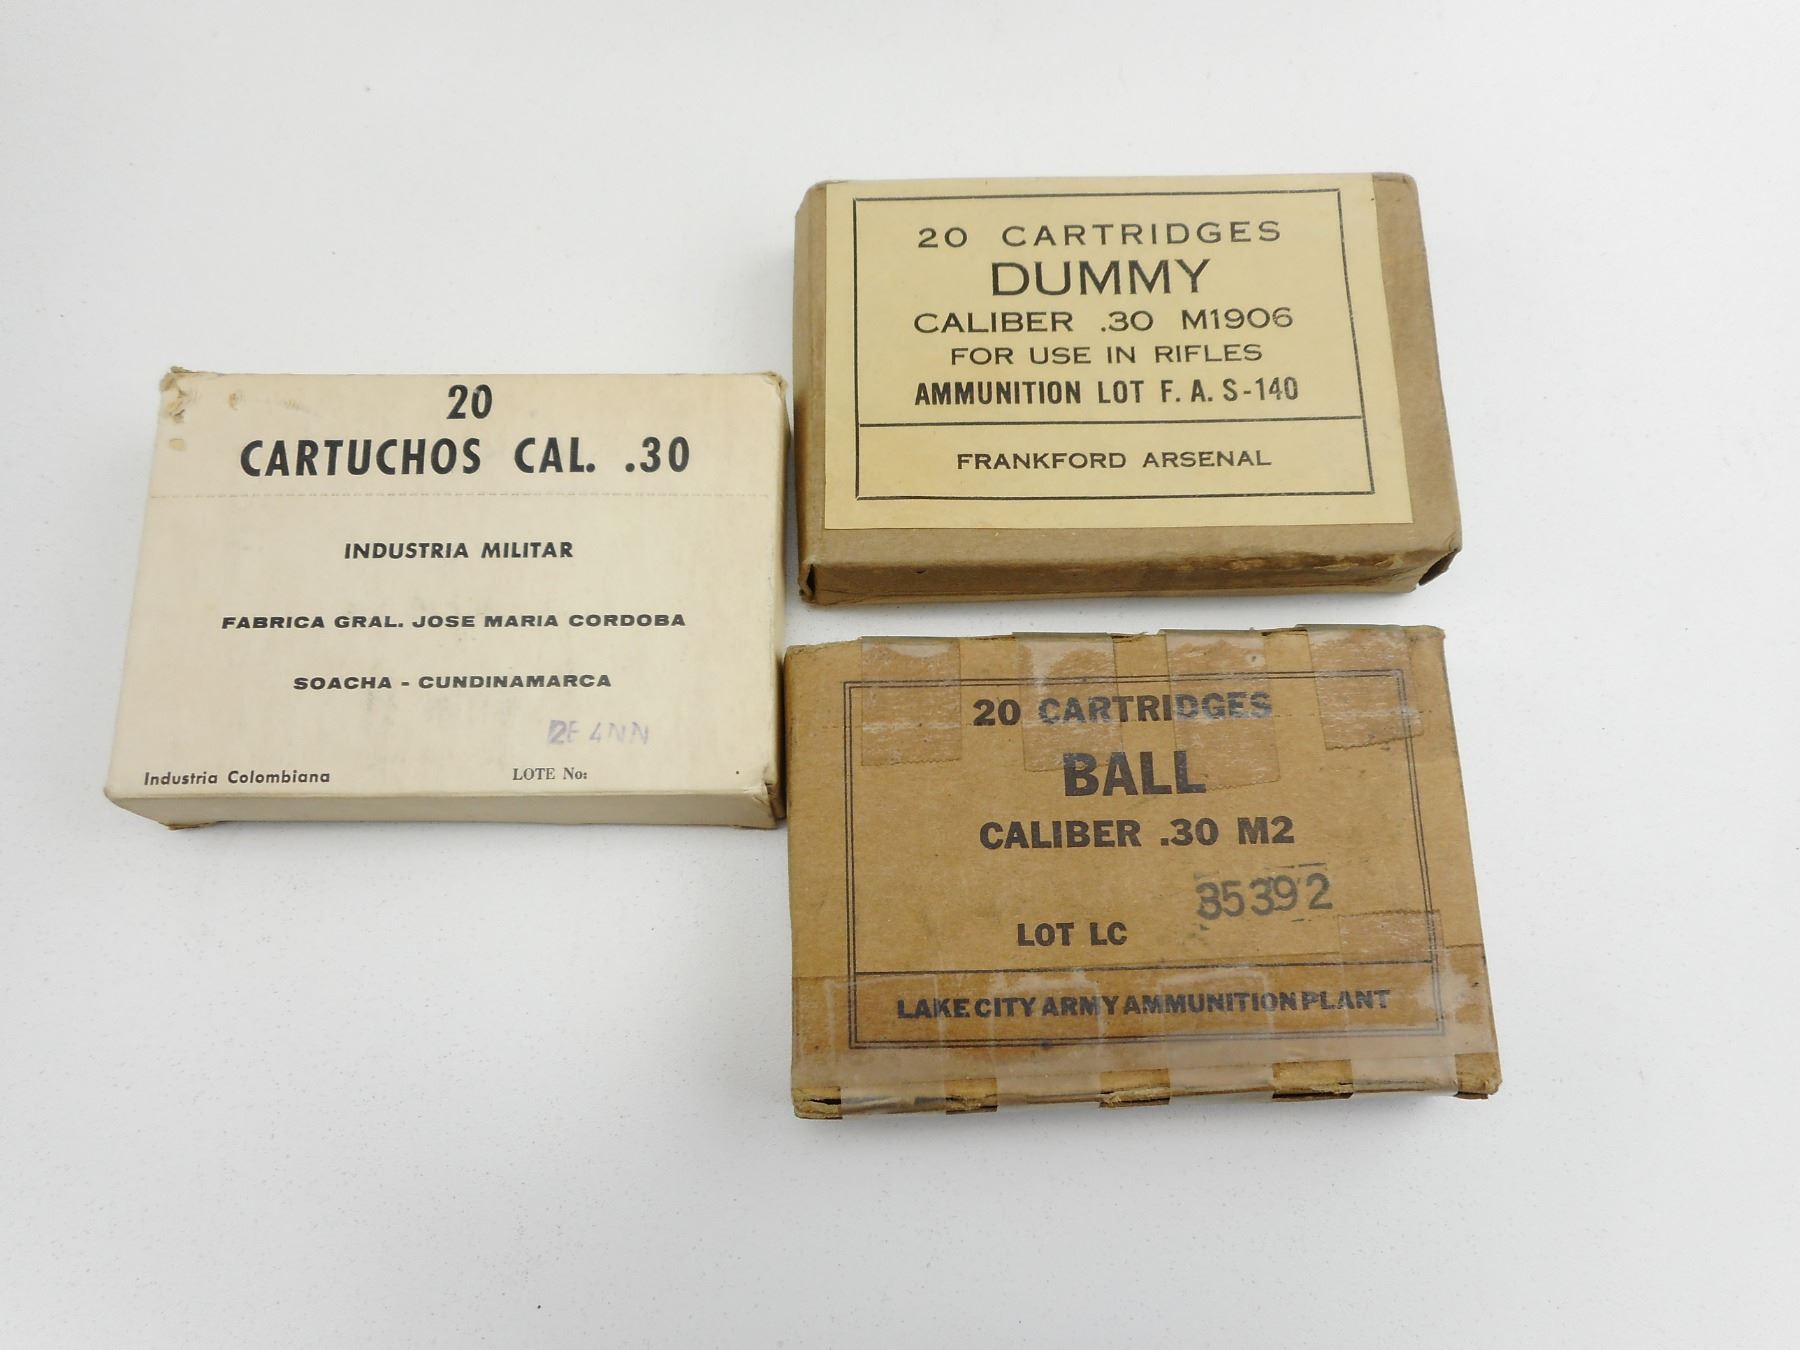 20
CARTUCHOS CAL. .30
INDUSTRIA MILITAR
FABRICA GRAL. JOSE MARIA CORDOBA
SOACHA - CUNDINAMARCA
2E 4NN
Industria Colombiana LOTE No:
20 CARTRIDGES
DUMMY
CALIBER .30 M1906
FOR USE IN RIFLES
AMMUNITION LOT F. A. S-140
FRANKFORD ARSENAL
20 CARTRIDGES
BALL
CALIBER .30 M2
35392
LOT LC
LAKE CITY ARMY AMMUNITION PLANT